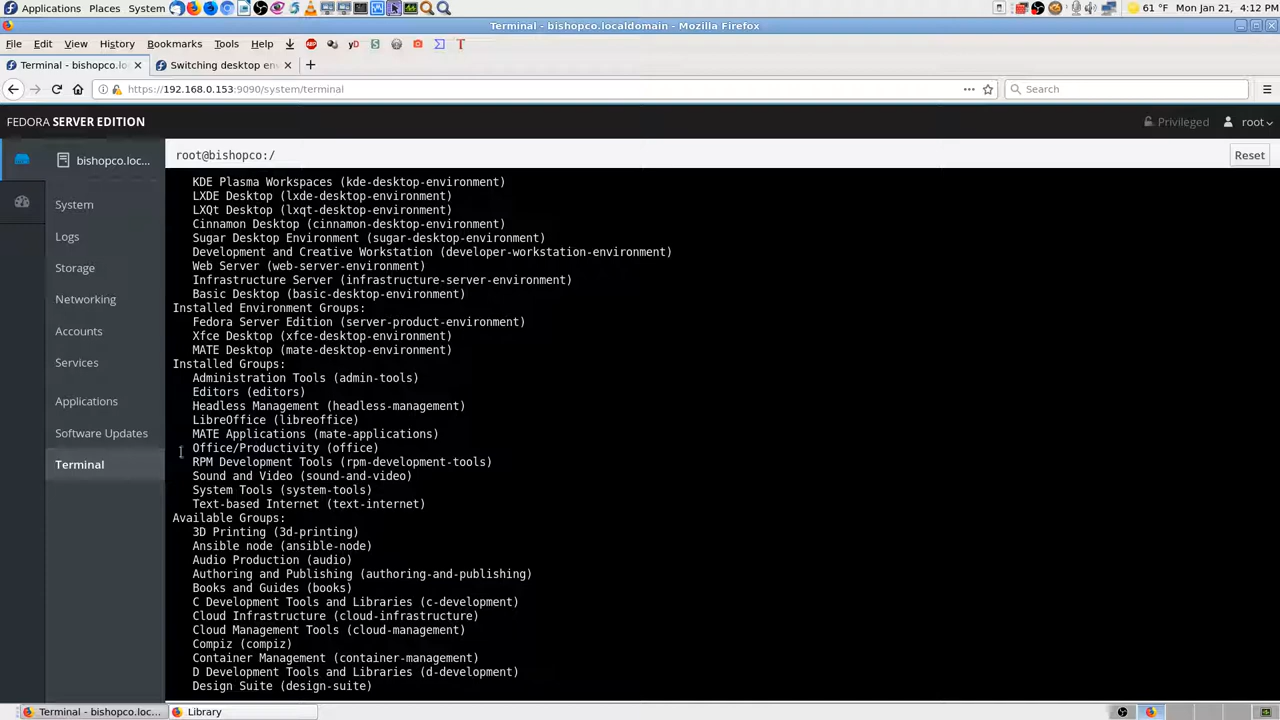 Applications Places System 61 °F Mon Jan 21, 4:12 PM
Terminal - bishopco.localdomain - Mozilla Firefox
File Edit View History Bookmarks Tools Help
Terminal - bishopco.lo
Switching desktop en
https://192.168.0.153:9090/system/terminal
Search
FEDORA SERVER EDITION
Privileged
root
bishopco.loc...
root@bishopco:/
Reset
System
Logs
Storage
Networking
Accounts
Services
Applications
Software Updates
Terminal
KDE Plasma Workspaces (kde-desktop-environment)
LXDE Desktop (lxde-desktop-environment)
LXQt Desktop (lxqt-desktop-environment)
Cinnamon Desktop (cinnamon-desktop-environment)
Sugar Desktop Environment (sugar-desktop-environment)
Development and Creative Workstation (developer-workstation-environment)
Web Server (web-server-environment)
Infrastructure Server (infrastructure-server-environment)
Basic Desktop (basic-desktop-environment)
Installed Environment Groups:
Fedora Server Edition (server-product-environment)
Xfce Desktop (xfce-desktop-environment)
MATE Desktop (mate-desktop-environment)
Installed Groups:
Administration Tools (admin-tools)
Editors (editors)
Headless Management (headless-management)
LibreOffice (libreoffice)
MATE Applications (mate-applications)
Office/Productivity (office)
RPM Development Tools (rpm-development-tools)
Sound and Video (sound-and-video)
System Tools (system-tools)
Text-based Internet (text-internet)
Available Groups:
3D Printing (3d-printing)
Ansible node (ansible-node)
Audio Production (audio)
Authoring and Publishing (authoring-and-publishing)
Books and Guides (books)
C Development Tools and Libraries (c-development)
Cloud Infrastructure (cloud-infrastructure)
Cloud Management Tools (cloud-management)
Compiz (compiz)
Container Management (container-management)
D Development Tools and Libraries (d-development)
Design Suite (design-suite)
Terminal - bishopco.loc...
Library